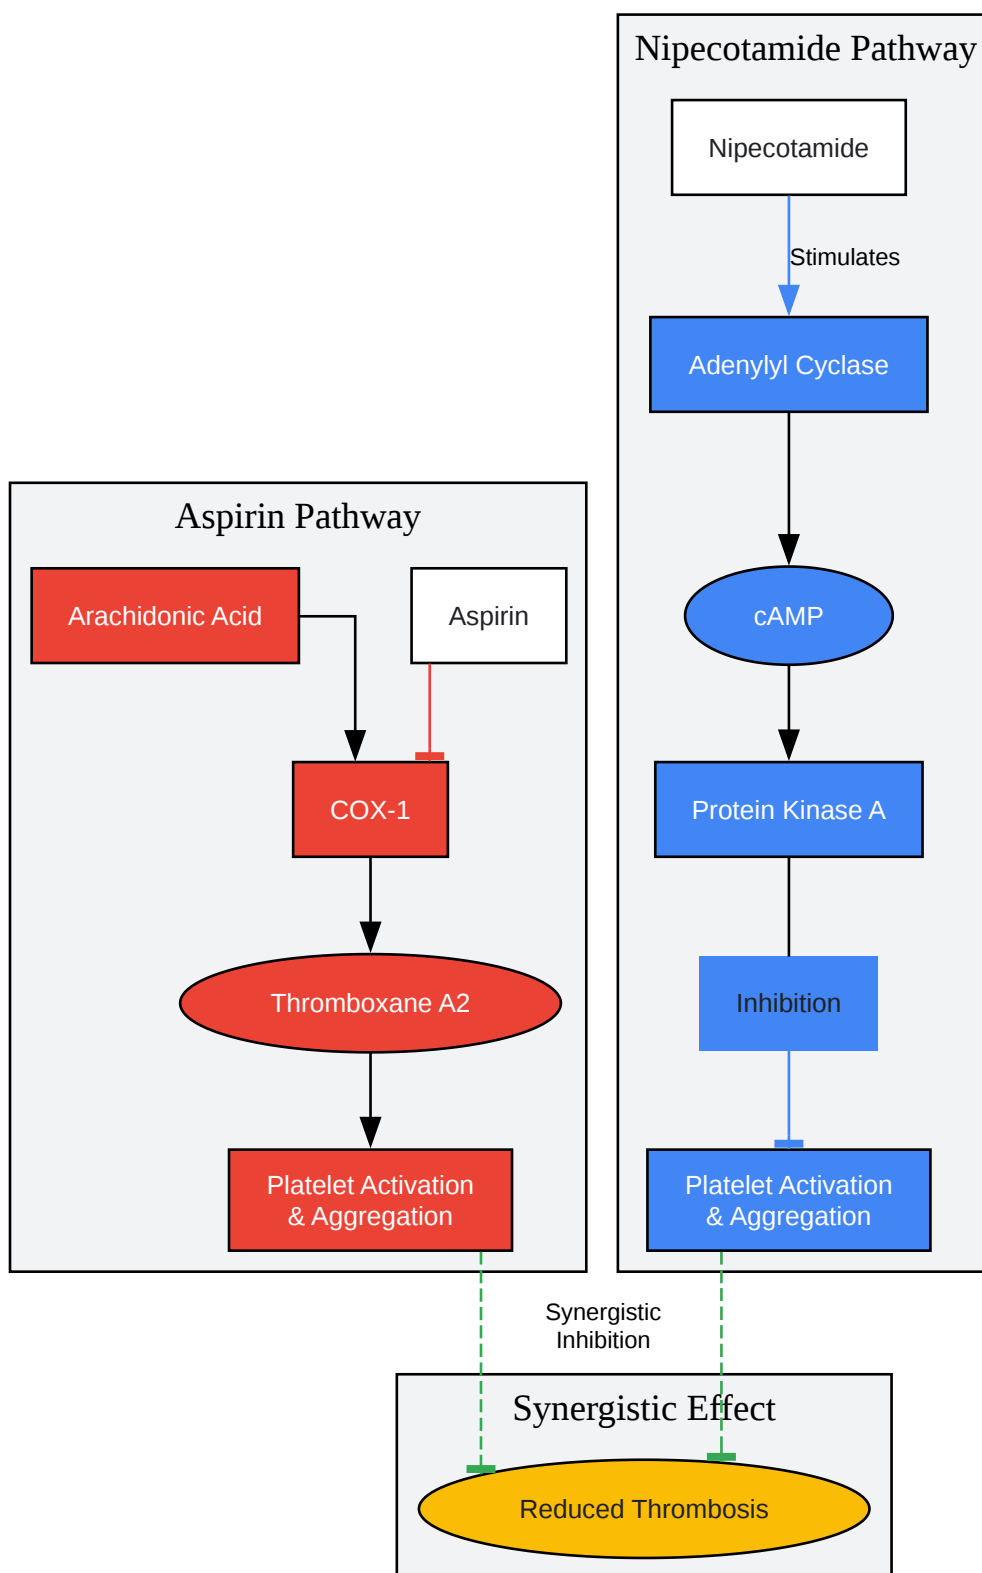 Nipecotamide Pathway
Nipecotamide
Stimulates
Adenylyl Cyclase
cAMP
Protein Kinase A
Inhibition
Platelet Activation
& Aggregation
Aspirin Pathway
Arachidonic Acid
Aspirin
COX-1
Thromboxane A2
Platelet Activation
& Aggregation
Synergistic
Inhibition
Synergistic Effect
Reduced Thrombosis